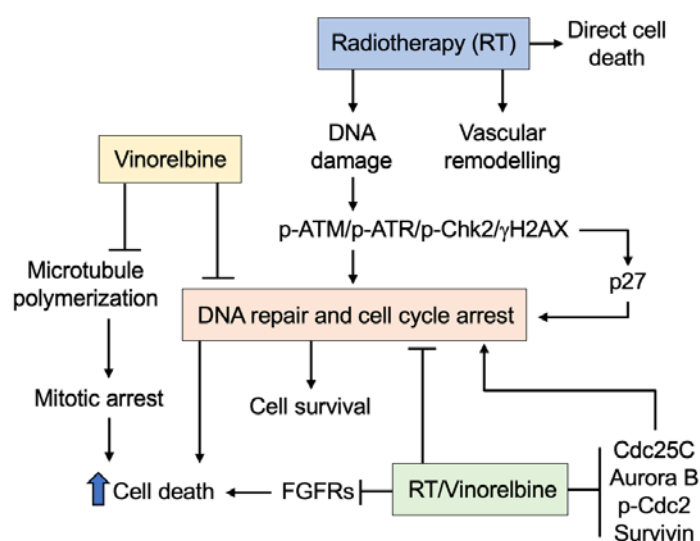 Radiotherapy (RT)
Direct cell
death
DNA
damage
Vascular
remodelling
Vinorelbine
p-ATM/p-ATR/p-Chk2/γH2AX
Microtubule
polymerization
p27
DNA repair and cell cycle arrest
Mitotic arrest
Cell survival
Cell death
FGFRs
RT/Vinorelbine
Cdc25C
Aurora B
p-Cdc2
Survivin